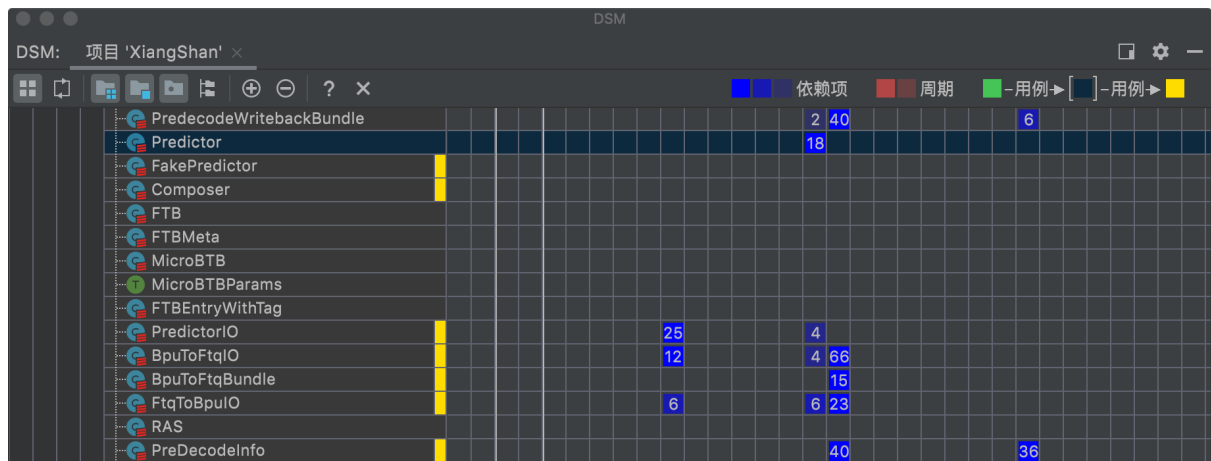 DSM
DSM: 项目 'XiangShan' ×
? × 依赖项 周期 –用例→[ ]–用例→
PredecodeWritebackBundle 2 40 6
Predictor 18
FakePredictor
Composer
FTB
FTBMeta
MicroBTB
T MicroBTBParams
FTBEntryWithTag
PredictorIO 25 4
BpuToFtqIO 12 4 66
BpuToFtqBundle 15
FtqToBpuIO 6 6 23
RAS
PreDecodeInfo 40 36